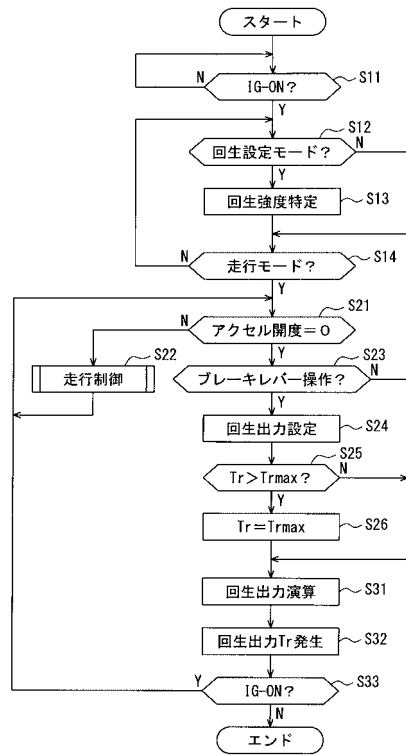 スタート
IG-ON?
S11
N
Y
回生設定モード?
S12
N
Y
回生強度特定
S13
走行モード?
S14
N
Y
アクセル開度=0
S21
N
Y
走行制御
S22
ブレーキレバー操作?
S23
N
Y
回生出力設定
S24
Tr>Trmax?
S25
N
Y
Tr=Trmax
S26
回生出力演算
S31
回生出力Tr発生
S32
IG-ON?
S33
Y
N
エンド